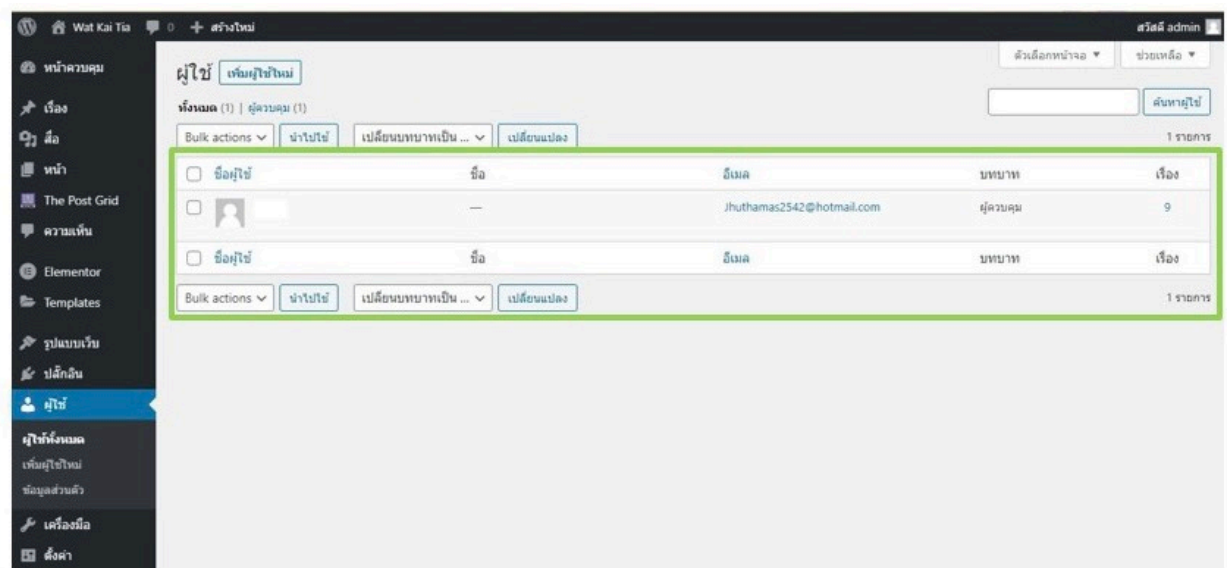 Wat Kai Tia 0 + สร้างใหม่ สวัสดี admin
ตัวเลือกหน้าจอ ▼ ช่วยเหลือ ▼
หน้าควบคุม
เรื่อง
สื่อ
หน้า
The Post Grid
ความเห็น
Elementor
Templates
รูปแบบเว็บ
ปลั๊กอิน
ผู้ใช้
ผู้ใช้ทั้งหมด
เพิ่มผู้ใช้ใหม่
ข้อมูลส่วนตัว
เครื่องมือ
ตั้งค่า
ผู้ใช้ เพิ่มผู้ใช้ใหม่
ทั้งหมด (1) | ผู้ควบคุม (1)
ค้นหาผู้ใช้
Bulk actions นำไปใช้ เปลี่ยนบทบาทเป็น ... เปลี่ยนแปลง 1 รายการ
ชื่อผู้ใช้ ชื่อ อีเมล บทบาท เรื่อง
— Jhuthamas2542@hotmail.com ผู้ควบคุม 9
ชื่อผู้ใช้ ชื่อ อีเมล บทบาท เรื่อง
Bulk actions นำไปใช้ เปลี่ยนบทบาทเป็น ... เปลี่ยนแปลง 1 รายการ